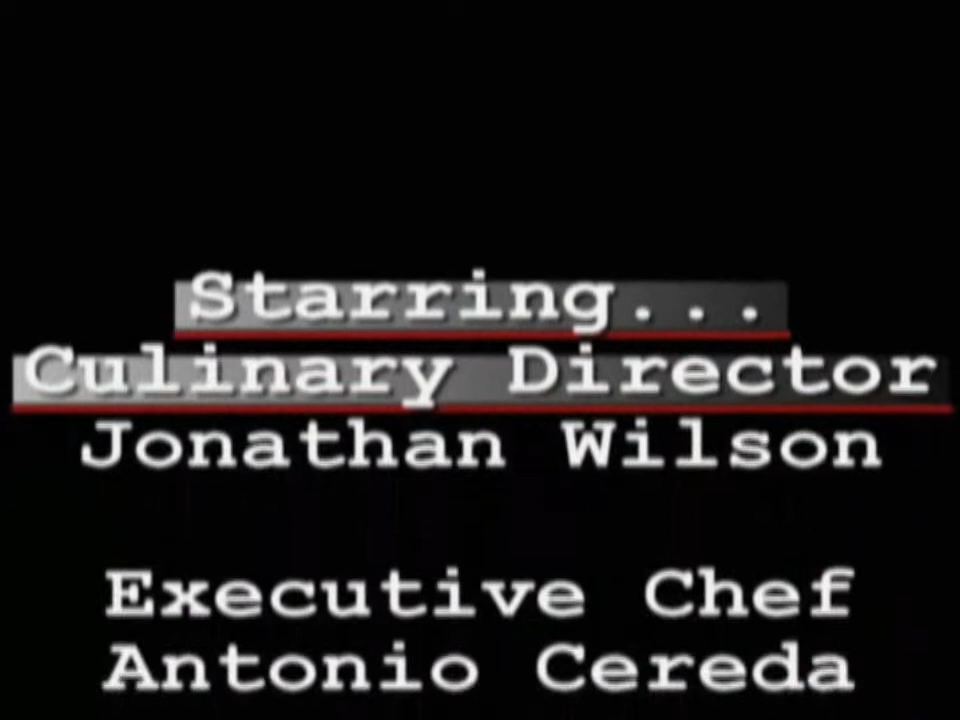 Starring...
Culinary Director
Jonathan Wilson
Executive Chef
Antonio Cereda